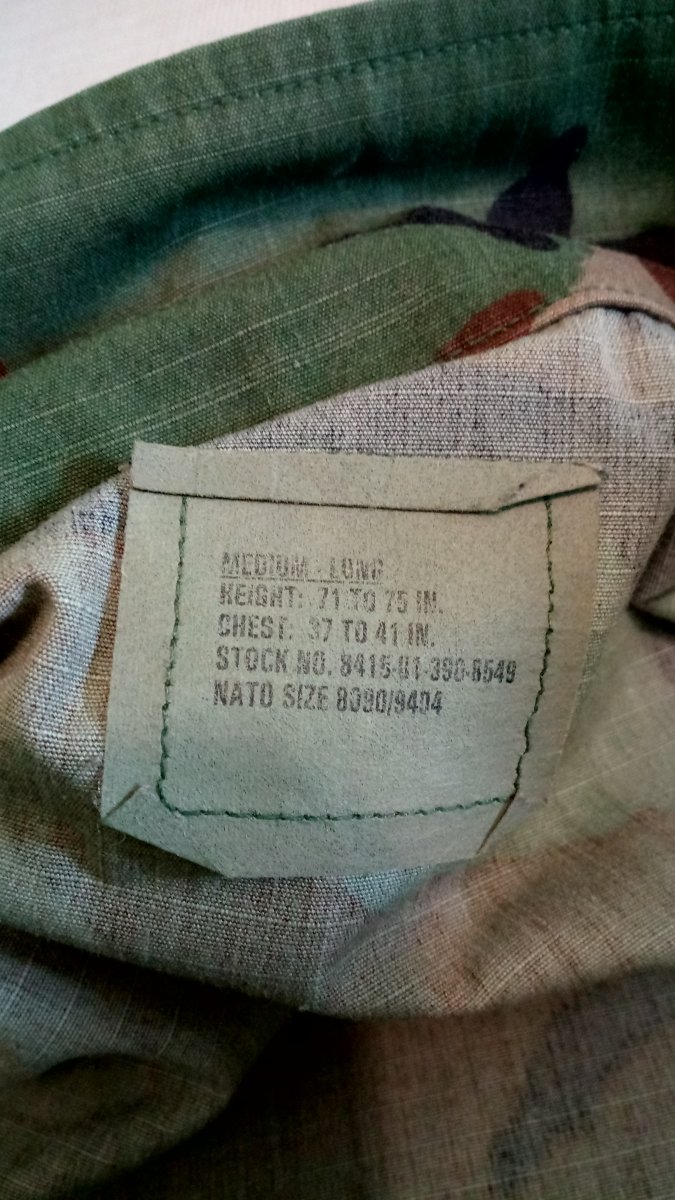 MEDIUM - LONG
HEIGHT: 71 TO 75 IN.
CHEST: 37 TO 41 IN.
STOCK NO. 8415-01-390-8549
NATO SIZE 8090/9404